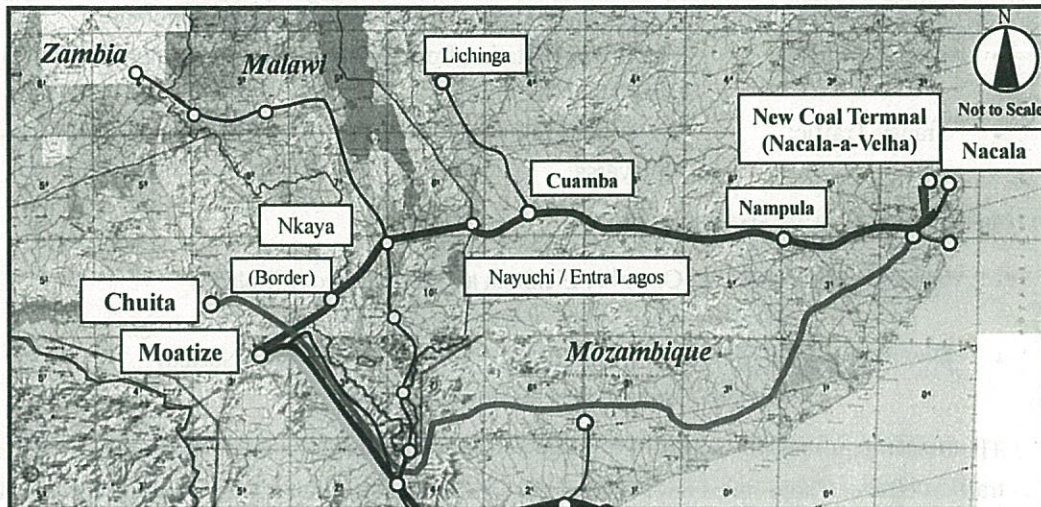 N
Not to Scale
Zambia
Malawi
Lichinga
New Coal Termnal
(Nacala-a-Velha)
Nacala
Cuamba
Nampula
Nkaya
(Border)
Nayuchi / Entra Lagos
Chuita
Moatize
Mozambique